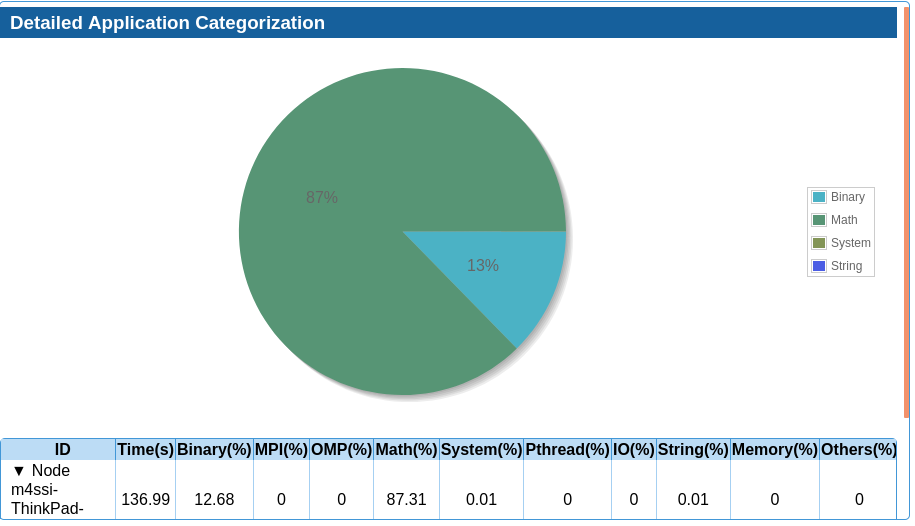 Detailed Application Categorization
87%
13%
Binary
Math
System
String
ID Time(s) Binary(%) MPI(%) OMP(%) Math(%) System(%) Pthread(%) IO(%) String(%) Memory(%) Others(%)
▼ Node
m4ssi-
ThinkPad- 136.99 12.68 0 0 87.31 0.01 0 0 0.01 0 0